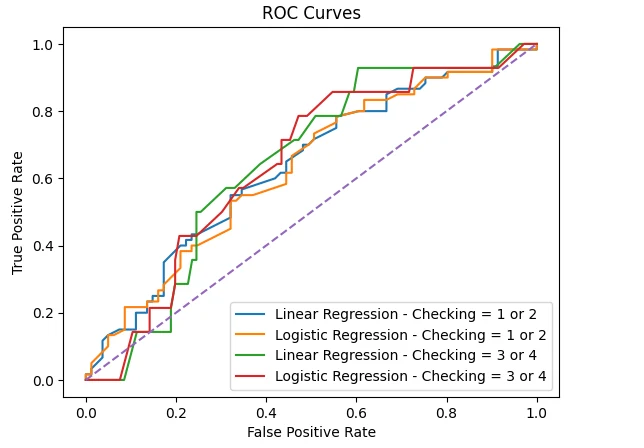 ROC Curves
True Positive Rate
1.0
0.8
0.6
0.4
0.2
0.0
Linear Regression - Checking = 1 or 2
Logistic Regression - Checking = 1 or 2
Linear Regression - Checking = 3 or 4
Logistic Regression - Checking = 3 or 4
0.0 0.2 0.4 0.6 0.8 1.0
False Positive Rate